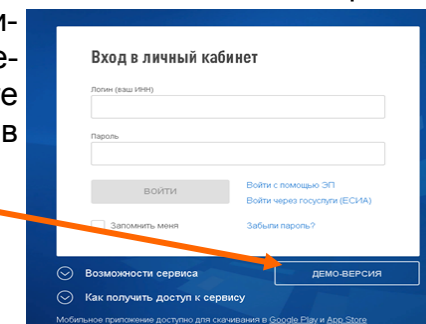 и-
е-
те
в
Вход в личный кабинет
Логин (ваш ИНН)
Пароль
ВОЙТИ
Войти с помощью ЭП
Войти через госуслуги (ЕСИА)
Запомнить меня
Забыли пароль?
Возможности сервиса
ДЕМО-ВЕРСИЯ
Как получить доступ к сервису
Мобильное приложение доступно для скачивания в Google Play и App Store